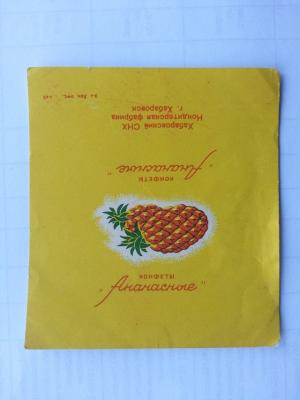 КОНФЕТЫ
„Ананасные"
КОНФЕТЫ
„Ананасные"
Хабаровский СНХ
Кондитерская фабрика
г. Хабаровск